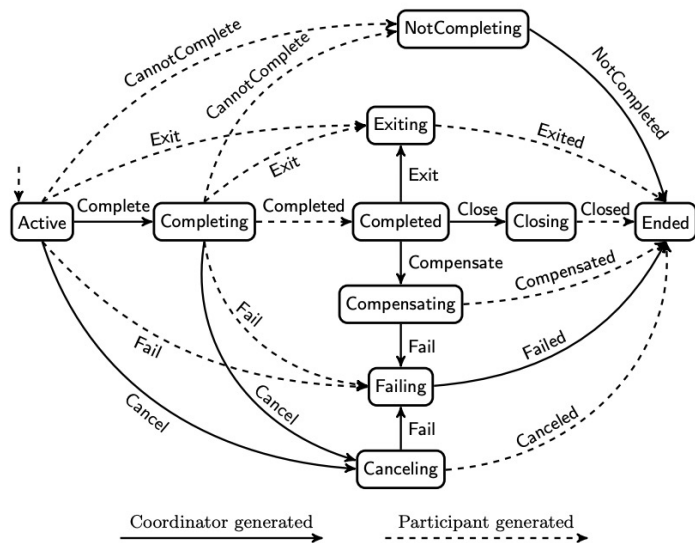 NotCompleting
CannotComplete
CannotComplete
NotCompleted
Exiting
Exit
Exit
Exited
Exit
Active
Complete
Completing
Completed
Completed
Close
Closing
Closed
Ended
Compensate
Compensating
Compensated
Fail
Fail
Fail
Failed
Failing
Cancel
Cancel
Fail
Canceled
Canceling
Coordinator generated
Participant generated